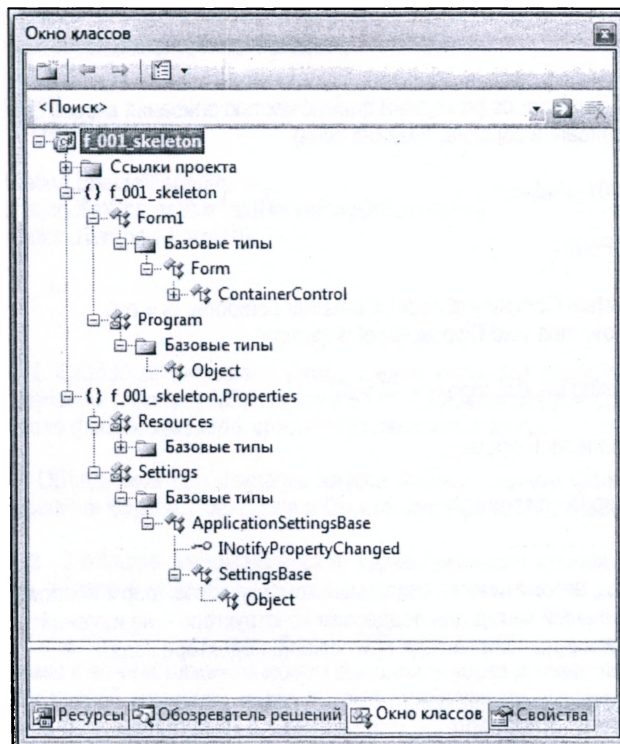 Окно классов
<Поиск>
f_001_skeleton
Ссылки проекта
{} f_001_skeleton
Form1
Базовые типы
Form
ContainerControl
Program
Базовые типы
Object
{} f_001_skeleton.Properties
Resources
Базовые типы
Settings
Базовые типы
ApplicationSettingsBase
INotifyPropertyChanged
SettingsBase
Object
Ресурсы Обозреватель решений Окно классов Свойства